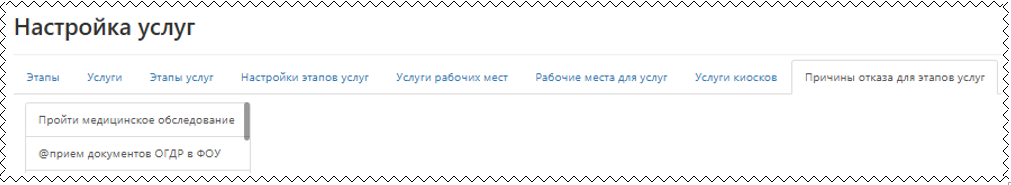 Настройка услуг
Этапы Услуги Этапы услуг Настройки этапов услуг Услуги рабочих мест Рабочие места для услуг Услуги киосков Причины отказа для этапов услуг
Пройти медицинское обследование
@прием документов ОГДР в ФОУ